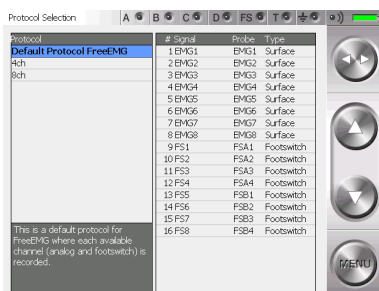 Protocol Selection A B C D FS T
Protocol
Default Protocol FreeEMG
4ch
8ch
This is a default protocol for
FreeEMG where each available
channel (analog and footswitch) is
recorded.
# Signal Probe Type
1 EMG1 EMG1 Surface
2 EMG2 EMG2 Surface
3 EMG3 EMG3 Surface
4 EMG4 EMG4 Surface
5 EMG5 EMG5 Surface
6 EMG6 EMG6 Surface
7 EMG7 EMG7 Surface
8 EMG8 EMG8 Surface
9 FS1 FSA1 Footswitch
10 FS2 FSA2 Footswitch
11 FS3 FSA3 Footswitch
12 FS4 FSA4 Footswitch
13 FS5 FSB1 Footswitch
14 FS6 FSB2 Footswitch
15 FS7 FSB3 Footswitch
16 FS8 FSB4 Footswitch
MENU